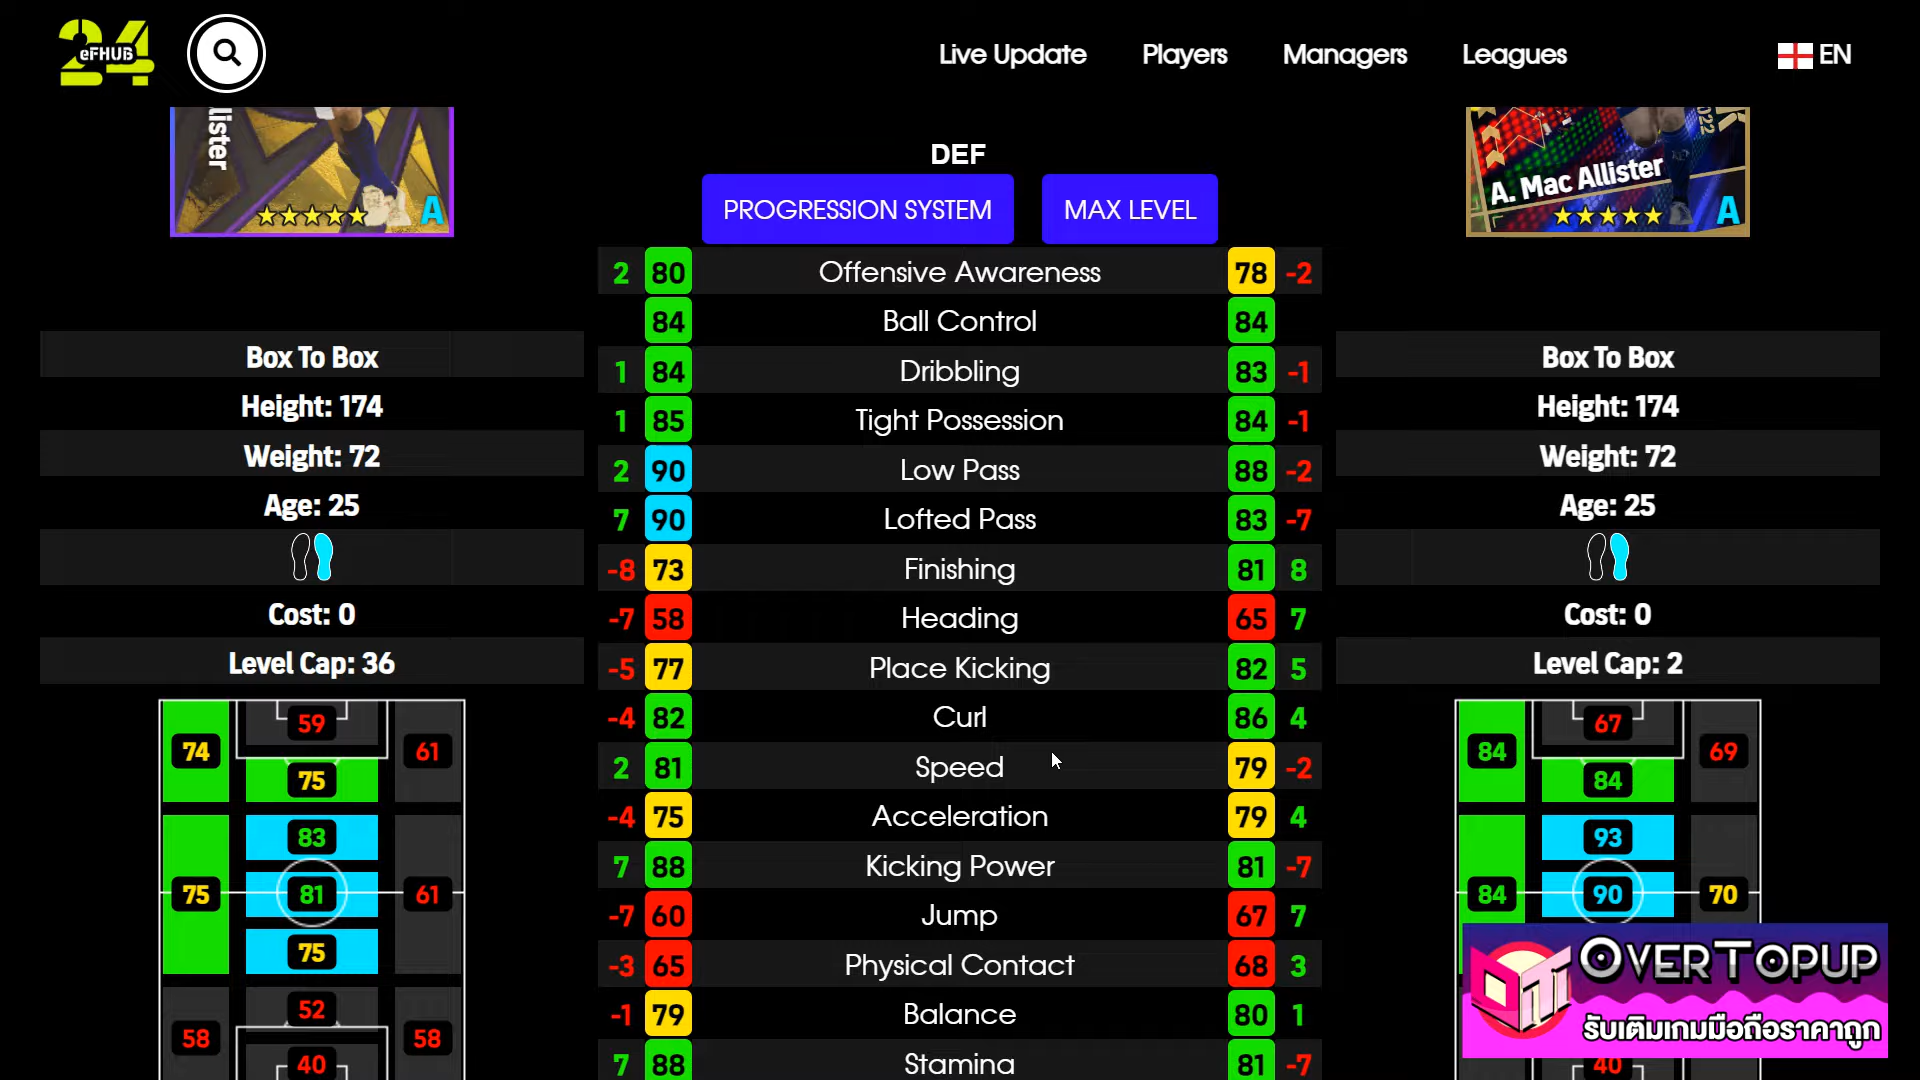 24
eFHUB
Live Update
Players
Managers
Leagues
EN
lister
A
DEF
PROGRESSION SYSTEM
MAX LEVEL
2022
A. Mac Allister
A
2 80 Offensive Awareness 78 -2
84 Ball Control 84
1 84 Dribbling 83 -1
1 85 Tight Possession 84 -1
2 90 Low Pass 88 -2
7 90 Lofted Pass 83 -7
-8 73 Finishing 81 8
-7 58 Heading 65 7
-5 77 Place Kicking 82 5
-4 82 Curl 86 4
2 81 Speed 79 -2
-4 75 Acceleration 79 4
7 88 Kicking Power 81 -7
-7 60 Jump 67 7
-3 65 Physical Contact 68 3
-1 79 Balance 80 1
7 88 Stamina 81 -7
Box To Box
Height: 174
Weight: 72
Age: 25
Cost: 0
Level Cap: 36
59
74 61
75
83
75 81 61
75
52
58 58
40
Box To Box
Height: 174
Weight: 72
Age: 25
Cost: 0
Level Cap: 2
67
84 69
84
93
84 90 70
40
OTU
OVERTOPUP
รับเติมเกมมือถือราคาถูก